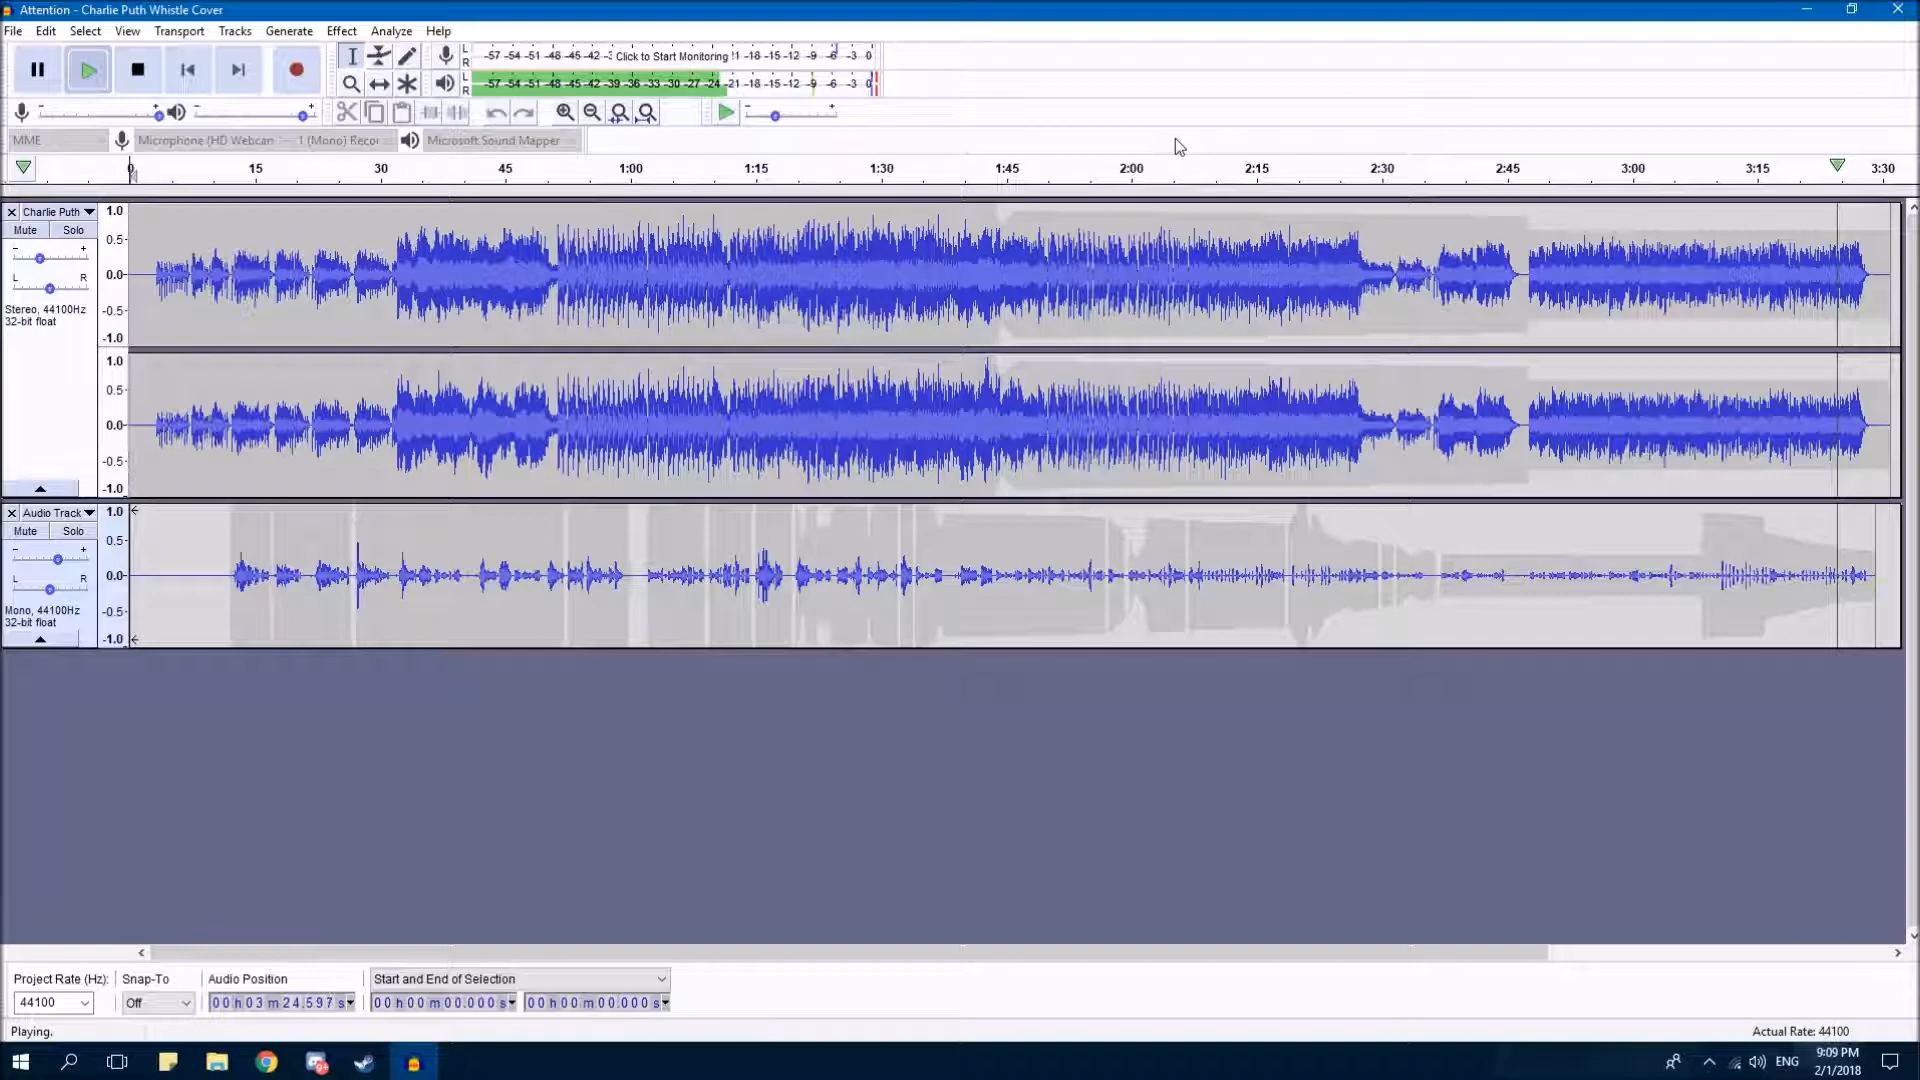 Attention - Charlie Puth Whistle Cover
File Edit Select View Transport Tracks Generate Effect Analyze Help
L
R
-57 -54 -51 -48 -45 -42 Click to Start Monitoring -18 -15 -12 -9 -6 -3 0
L
R
-57 -54 -51 -48 -45 -42 -39 -36 -33 -30 -27 -24 -21 -18 -15 -12 -9 -6 -3 0
- + - + - +
MME Microphone (HD Webcam 1 (Mono) Recor Microsoft Sound Mapper
0 15 30 45 1:00 1:15 1:30 1:45 2:00 2:15 2:30 2:45 3:00 3:15 3:30
Charlie Puth
Mute Solo
- +
L R
Stereo, 44100Hz
32-bit float
1.0
0.5
0.0
-0.5
-1.0
1.0
0.5
0.0
-0.5
-1.0
Audio Track
Mute Solo
- +
L R
Mono, 44100Hz
32-bit float
1.0
0.5
0.0
-0.5
-1.0
Project Rate (Hz): Snap-To Audio Position Start and End of Selection
44100 Off 00 h 03 m 24.597 s 00 h 00 m 00.000 s 00 h 00 m 00.000 s
Playing. Actual Rate: 44100
ENG 9:09 PM
2/1/2018